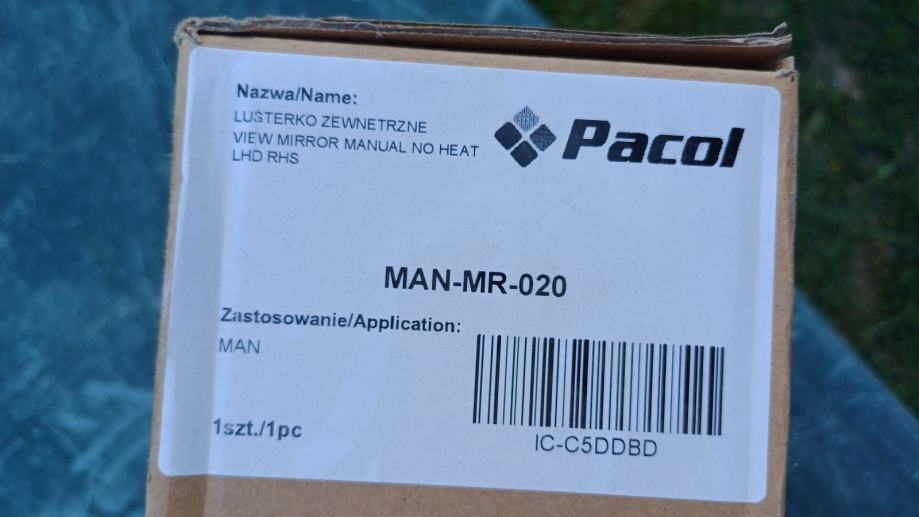 Nazwa/Name:
LUSTERKO ZEWNETRZNE
VIEW MIRROR MANUAL NO HEAT
LHD RHS
Pacol
MAN-MR-020
Zastosowanie/Application:
MAN
1szt./1pc
IC-C5DDBD